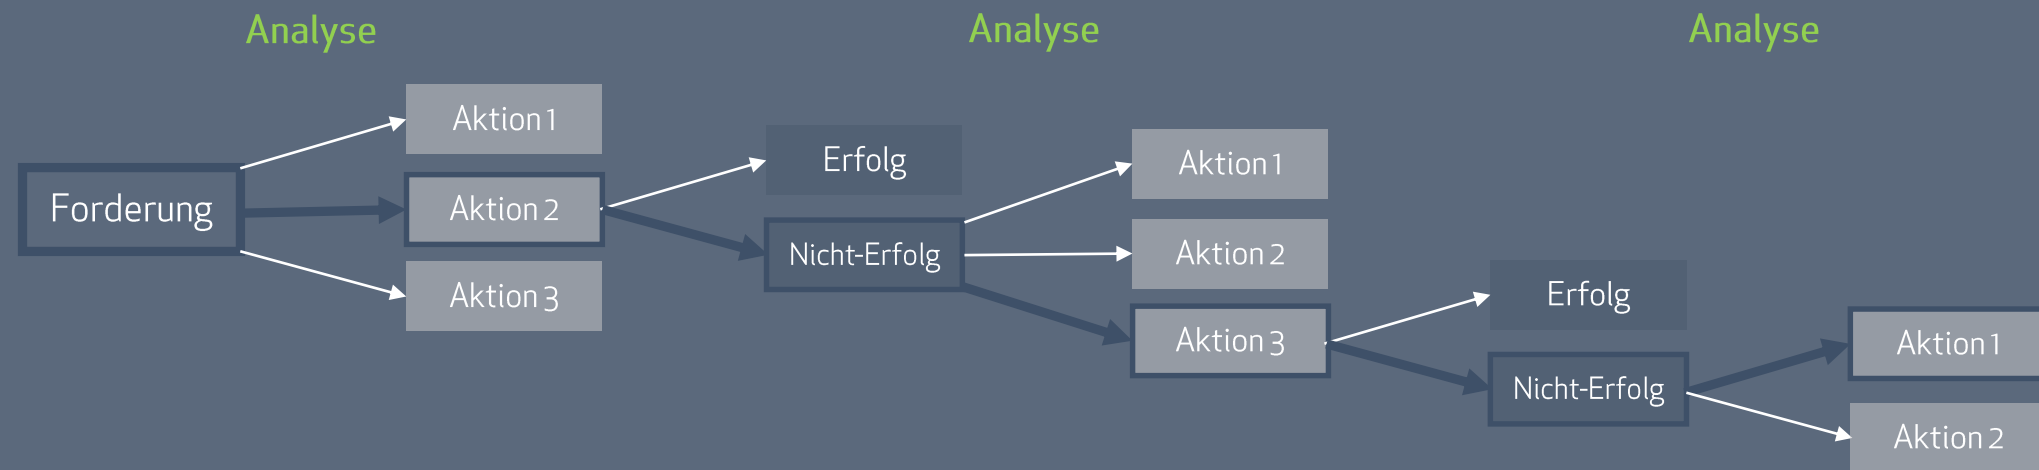 Analyse
Analyse
Analyse
Forderung
Aktion 1
Aktion 2
Aktion 3
Erfolg
Nicht-Erfolg
Aktion 1
Aktion 2
Aktion 3
Erfolg
Nicht-Erfolg
Aktion 1
Aktion 2